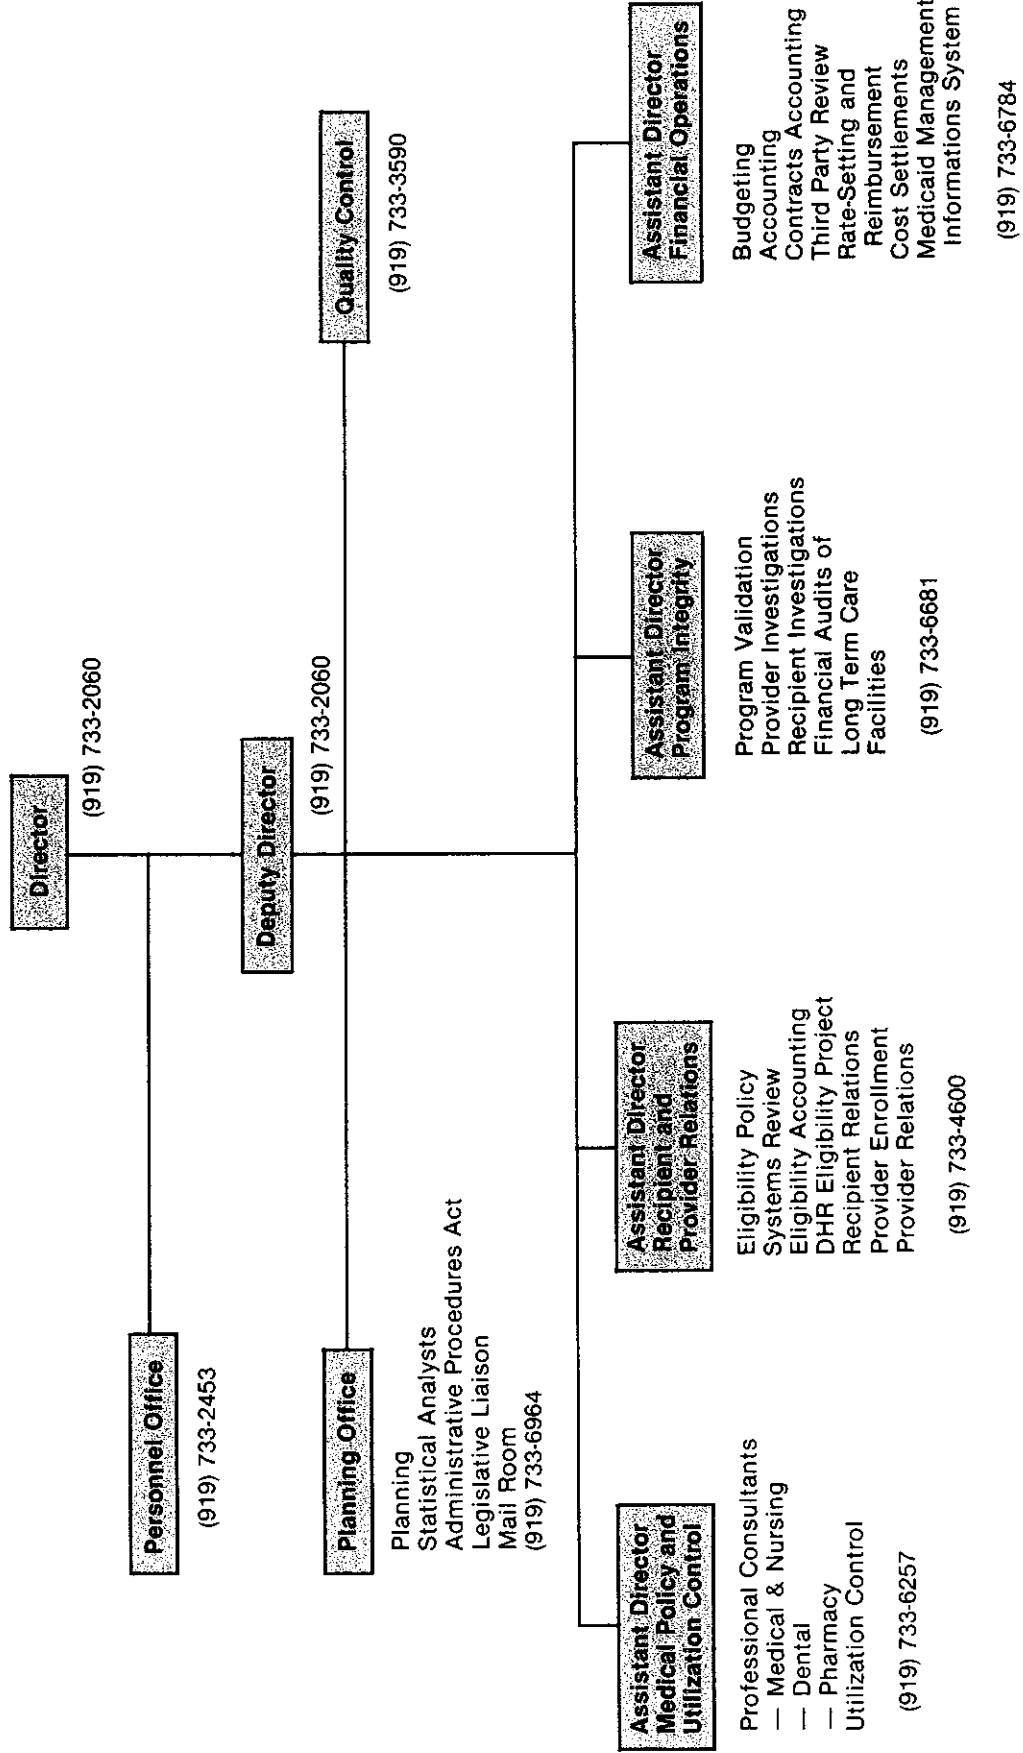 Director
(919) 733-2060
Personnel Office
(919) 733-2453
Deputy Director
(919) 733-2060
Planning Office
Planning
Statistical Analysts
Administrative Procedures Act
Legislative Liaison
Mail Room
(919) 733-6964
Quality Control
(919) 733-3590
Assistant Director
Medical Policy and
Utilization Control
Professional Consultants
— Medical & Nursing
— Dental
— Pharmacy
Utilization Control
(919) 733-6257
Assistant Director
Recipient and
Provider Relations
Eligibility Policy
Systems Review
Eligibility Accounting
DHR Eligibility Project
Recipient Relations
Provider Enrollment
Provider Relations
(919) 733-4600
Assistant Director
Program Integrity
Program Validation
Provider Investigations
Recipient Investigations
Financial Audits of
Long Term Care
Facilities
(919) 733-6681
Assistant Director
Financial Operations
Budgeting
Accounting
Contracts Accounting
Third Party Review
Rate-Setting and
Reimbursement
Cost Settlements
Medicaid Management
Informations System
(919) 733-6784